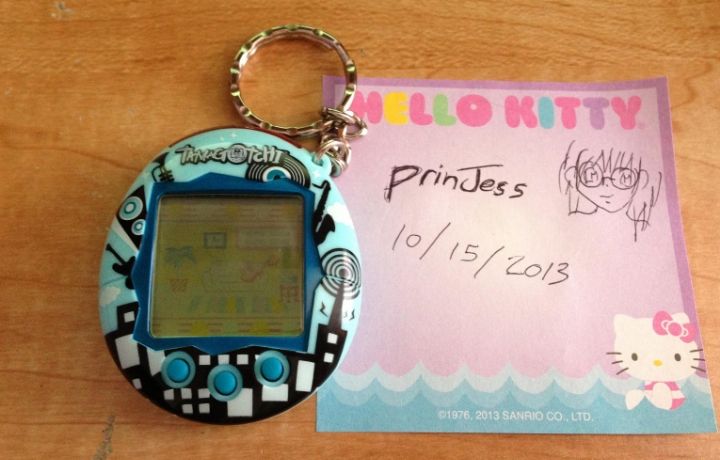 TAMAGOTCHI
HELLO KITTY
prinJess
10/15/2013
©1976, 2013 SANRIO CO., LTD.